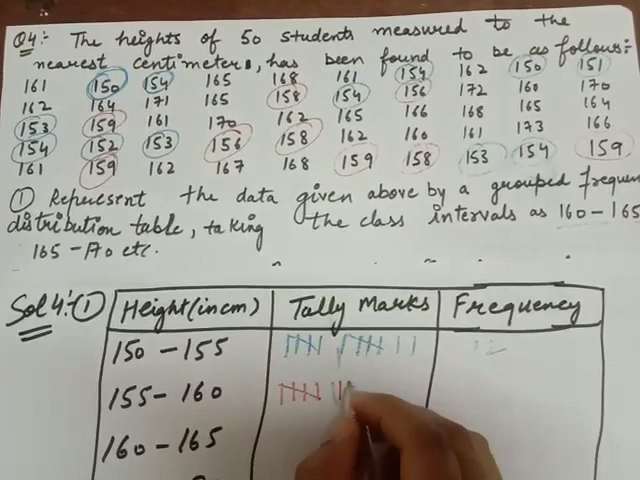 Q4:- The heights of 50 students measured to the
nearest centimeters, has been found to be as follows:-
161 150 154 165 168 161 154 162 150 151
162 164 171 165 158 154 156 172 160 170
153 159 161 170 162 165 166 168 165 164
154 152 153 156 158 162 160 161 173 166
161 159 162 167 168 159 158 153 154 159
① Represent the data given above by a grouped frequen
distribution table, taking the class intervals as 160-165
165-170 etc.
Sol 4:-① Height(in cm) Tally Marks Frequency
150-155 12
155-160
160-165